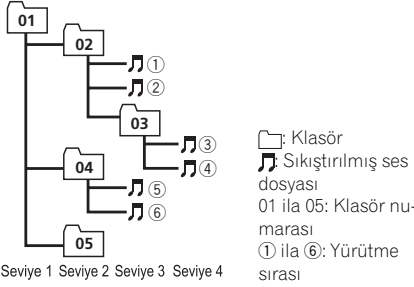 01
02
①
②
03
③
④
04
⑤
⑥
05
Seviye 1 Seviye 2 Seviye 3 Seviye 4
: Klasör
: Sıkıştırılmış ses
dosyası
01 ila 05: Klasör nu-
marası
① ila ⑥: Yürütme
sırası